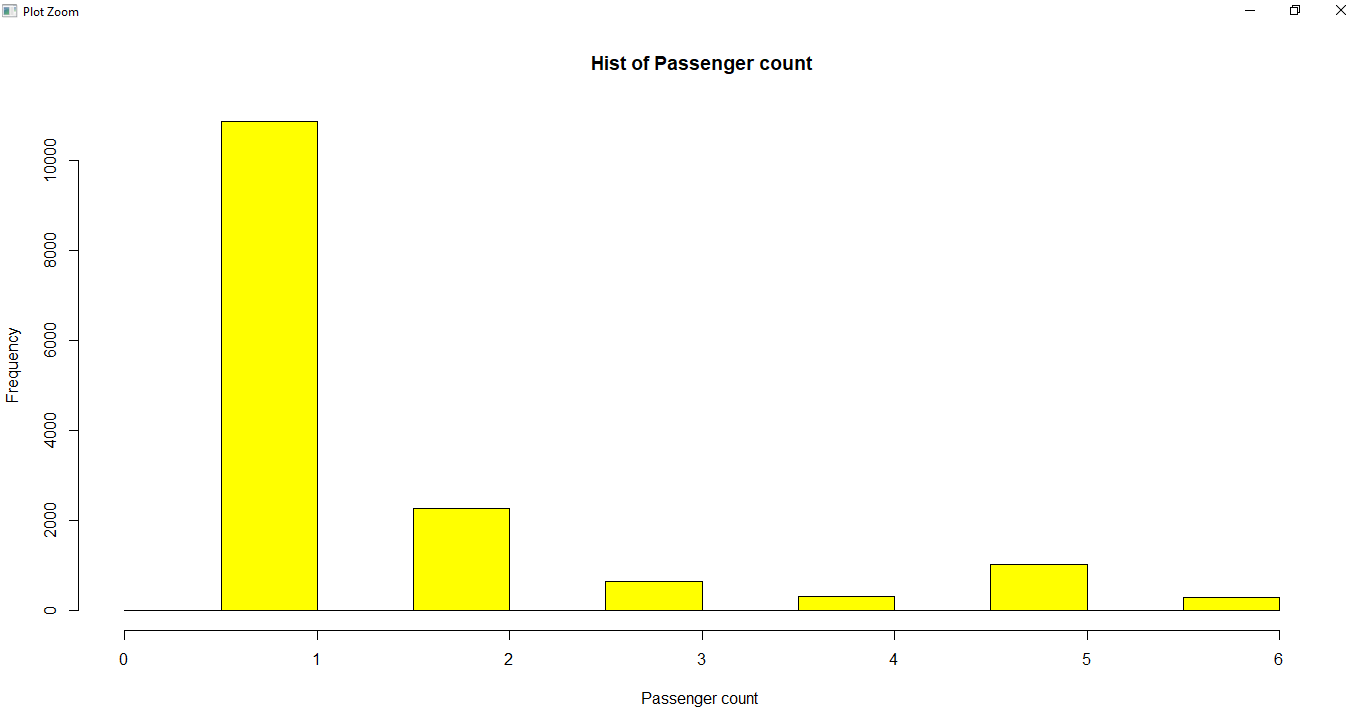 Plot Zoom
Hist of Passenger count
Frequency
10000
8000
6000
4000
2000
0
0 1 2 3 4 5 6
Passenger count